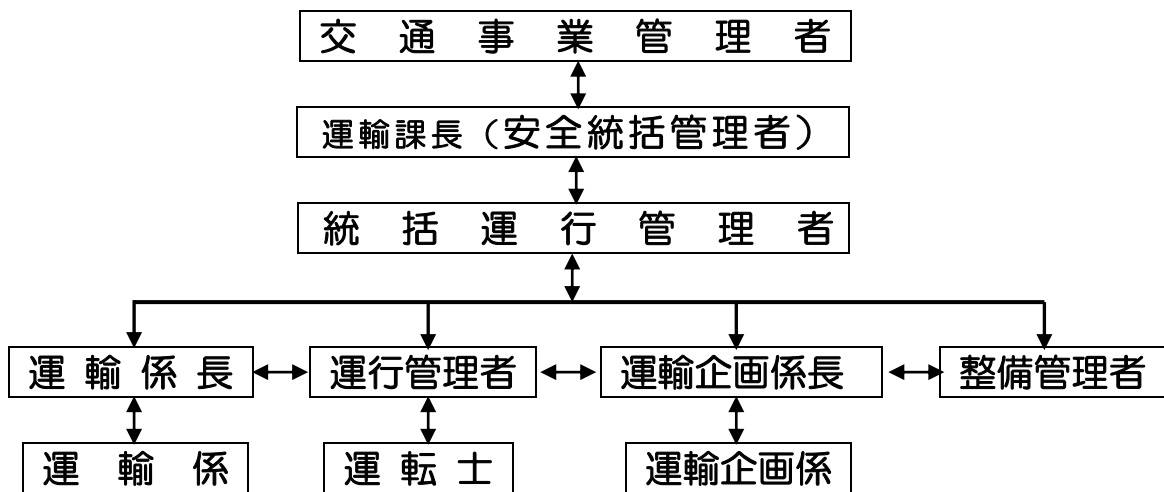 交通事業管理者
運輸課長（安全統括管理者）
統括運行管理者
運輸係長 運行管理者 運輸企画係長 整備管理者
運輸係 運転士 運輸企画係